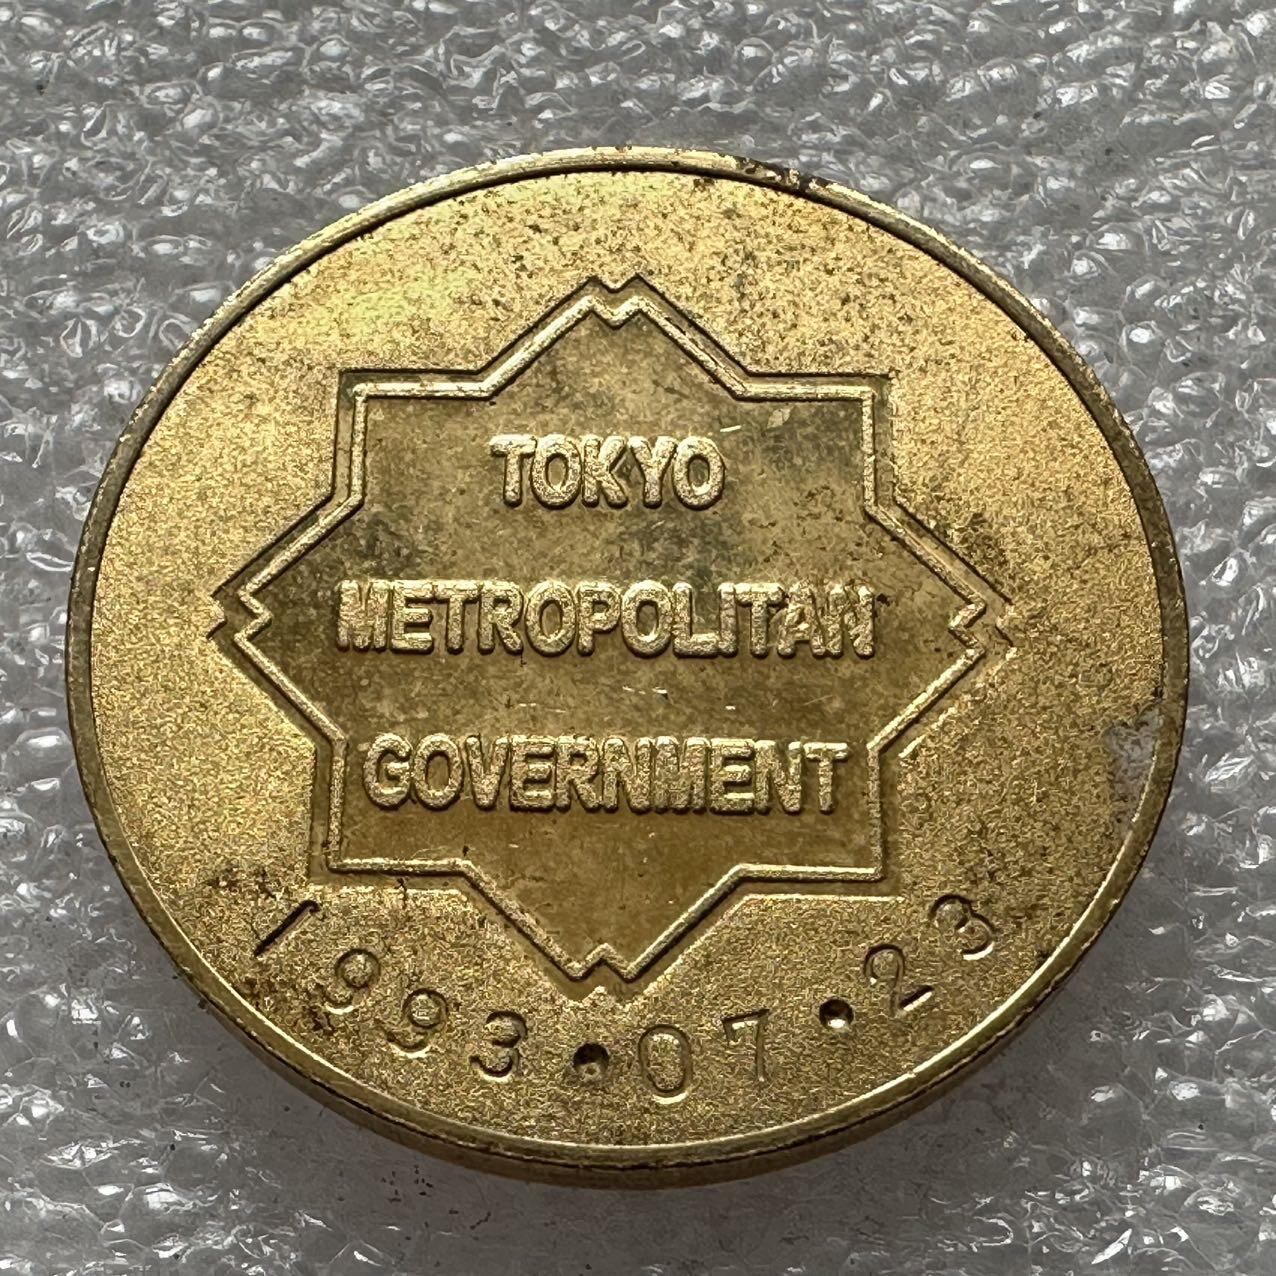 TOKYO
METROPOLITAN
GOVERNMENT
1993・07・23